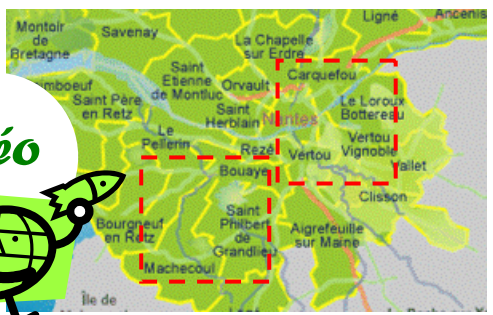 Ligné
Ancenis
Montoir
de
Bretagne
Savenay
La Chapelle
sur Erdre
Saint
Etienne
de Montluc
Orvault
Carquefou
mboeuf
Saint Père
en Retz
Saint
Herblain
Nantes
Le Loroux
Bottereau
éo
Le
Pellerin
Rezé
Vertou
Vertou
Vignoble
Vallet
Bouaye
Clisson
Bourgneuf
en Retz
Saint
Philbert
de
Grandlieu
Aigrefeuille
sur Maine
Machecoul
Île de